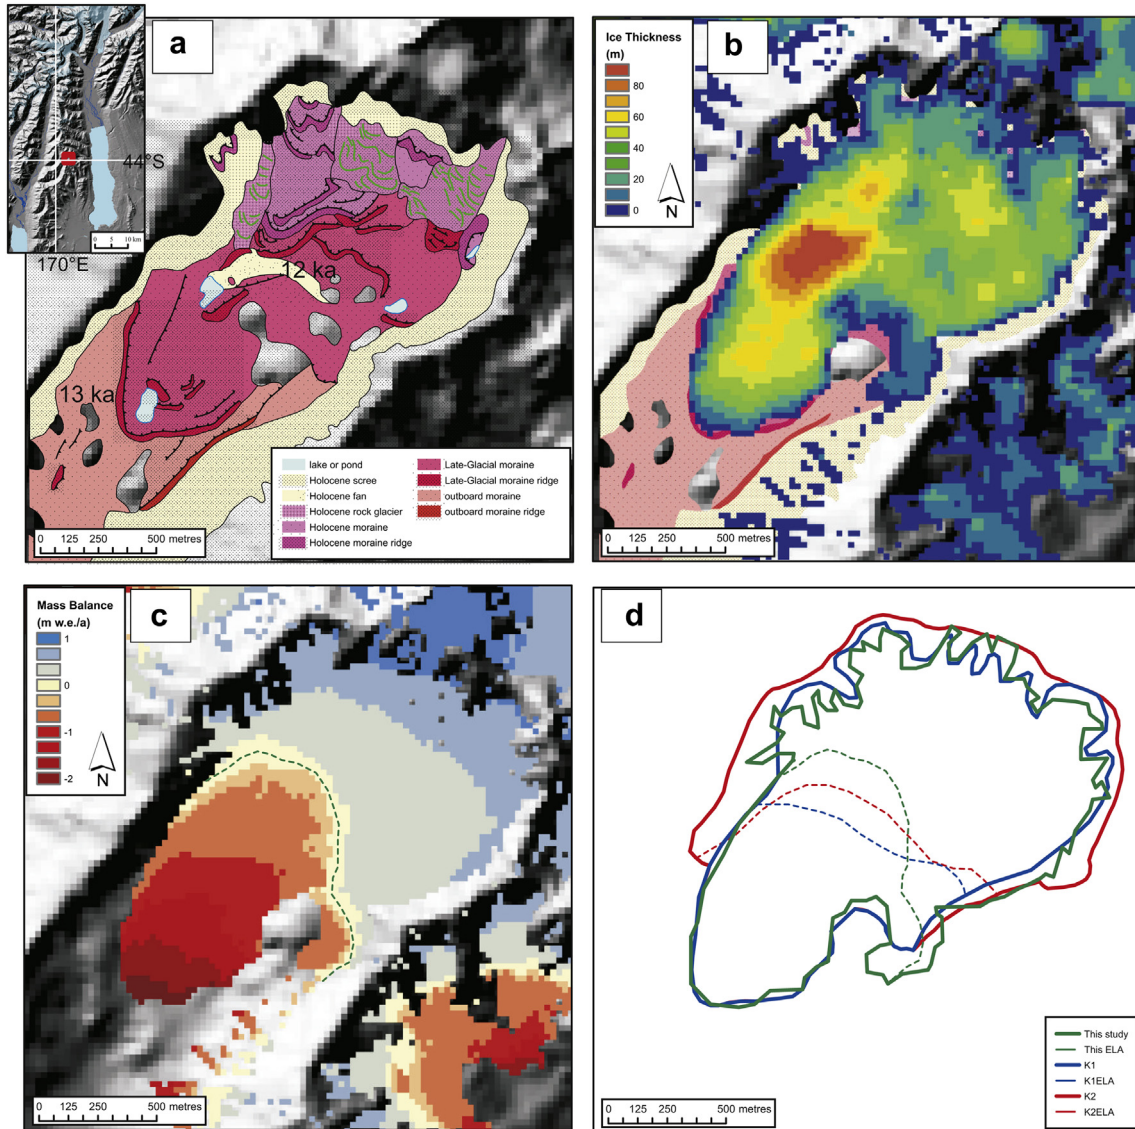 a
44°S
0 5 10 km
170°E
12 ka
13 ka
lake or pond
Holocene scree
Holocene fan
Holocene rock glacier
Holocene moraine
Holocene moraine ridge
Late-Glacial moraine
Late-Glacial moraine ridge
outboard moraine
outboard moraine ridge
0 125 250 500 metres
b
Ice Thickness
(m)
80
60
40
20
0
N
0 125 250 500 metres
c
Mass Balance
(m w.e./a)
1
0
-1
-2
N
0 125 250 500 metres
d
This study
This ELA
K1
K1ELA
K2
K2ELA
0 125 250 500 metres